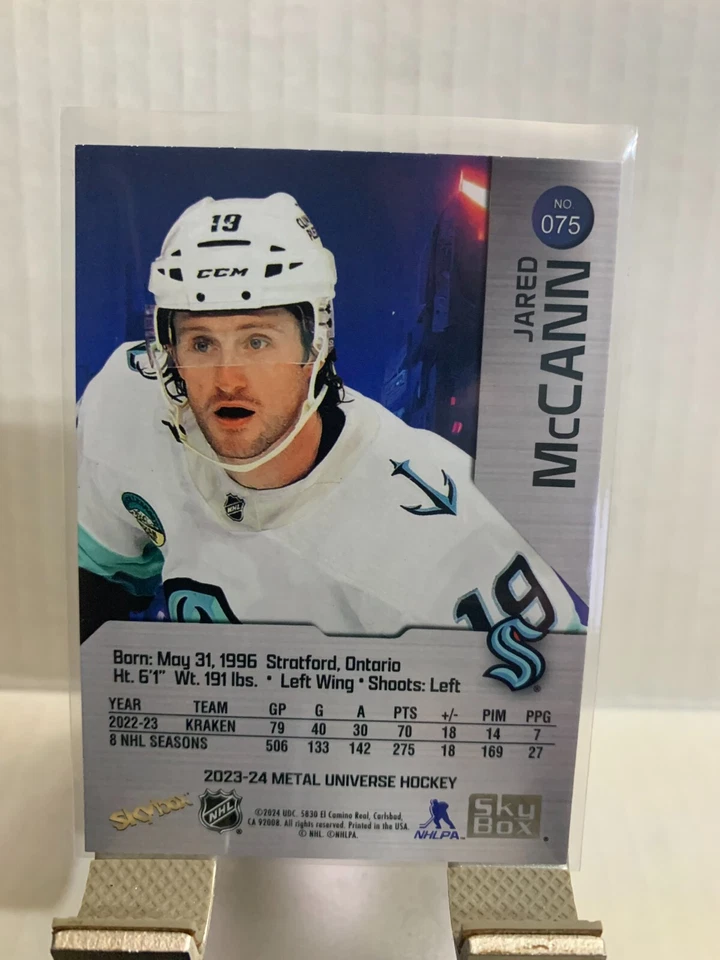 NO
075
JARED
McCANN
19
CCM
NHL
19
Born: May 31, 1996 Stratford, Ontario
Ht. 6'1" Wt. 191 lbs. • Left Wing • Shoots: Left
YEAR TEAM GP G A PTS +/- PIM PPG
2022-23 KRAKEN 79 40 30 70 18 14 7
8 NHL SEASONS 506 133 142 275 18 169 27
2023-24 METAL UNIVERSE HOCKEY
Skybox
NHL
©2024 UDC. 5830 El Camino Real, Carlsbad,
CA 92008. All rights reserved. Printed in the USA.
© NHL. ©NHLPA.
NHLPA
SkyBox